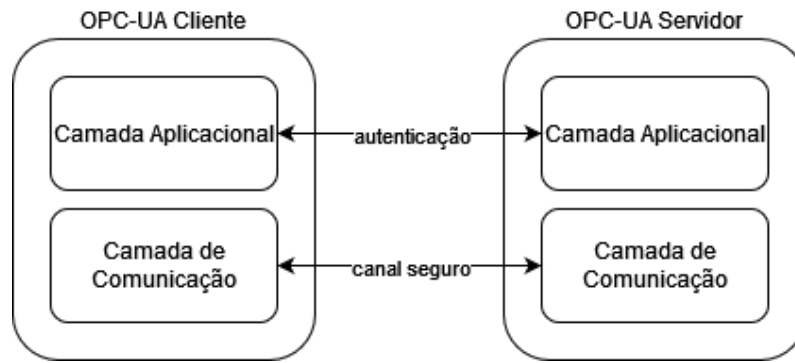 OPC-UA Cliente
OPC-UA Servidor
Camada Aplicacional
autenticação
Camada Aplicacional
Camada de
Comunicação
canal seguro
Camada de
Comunicação